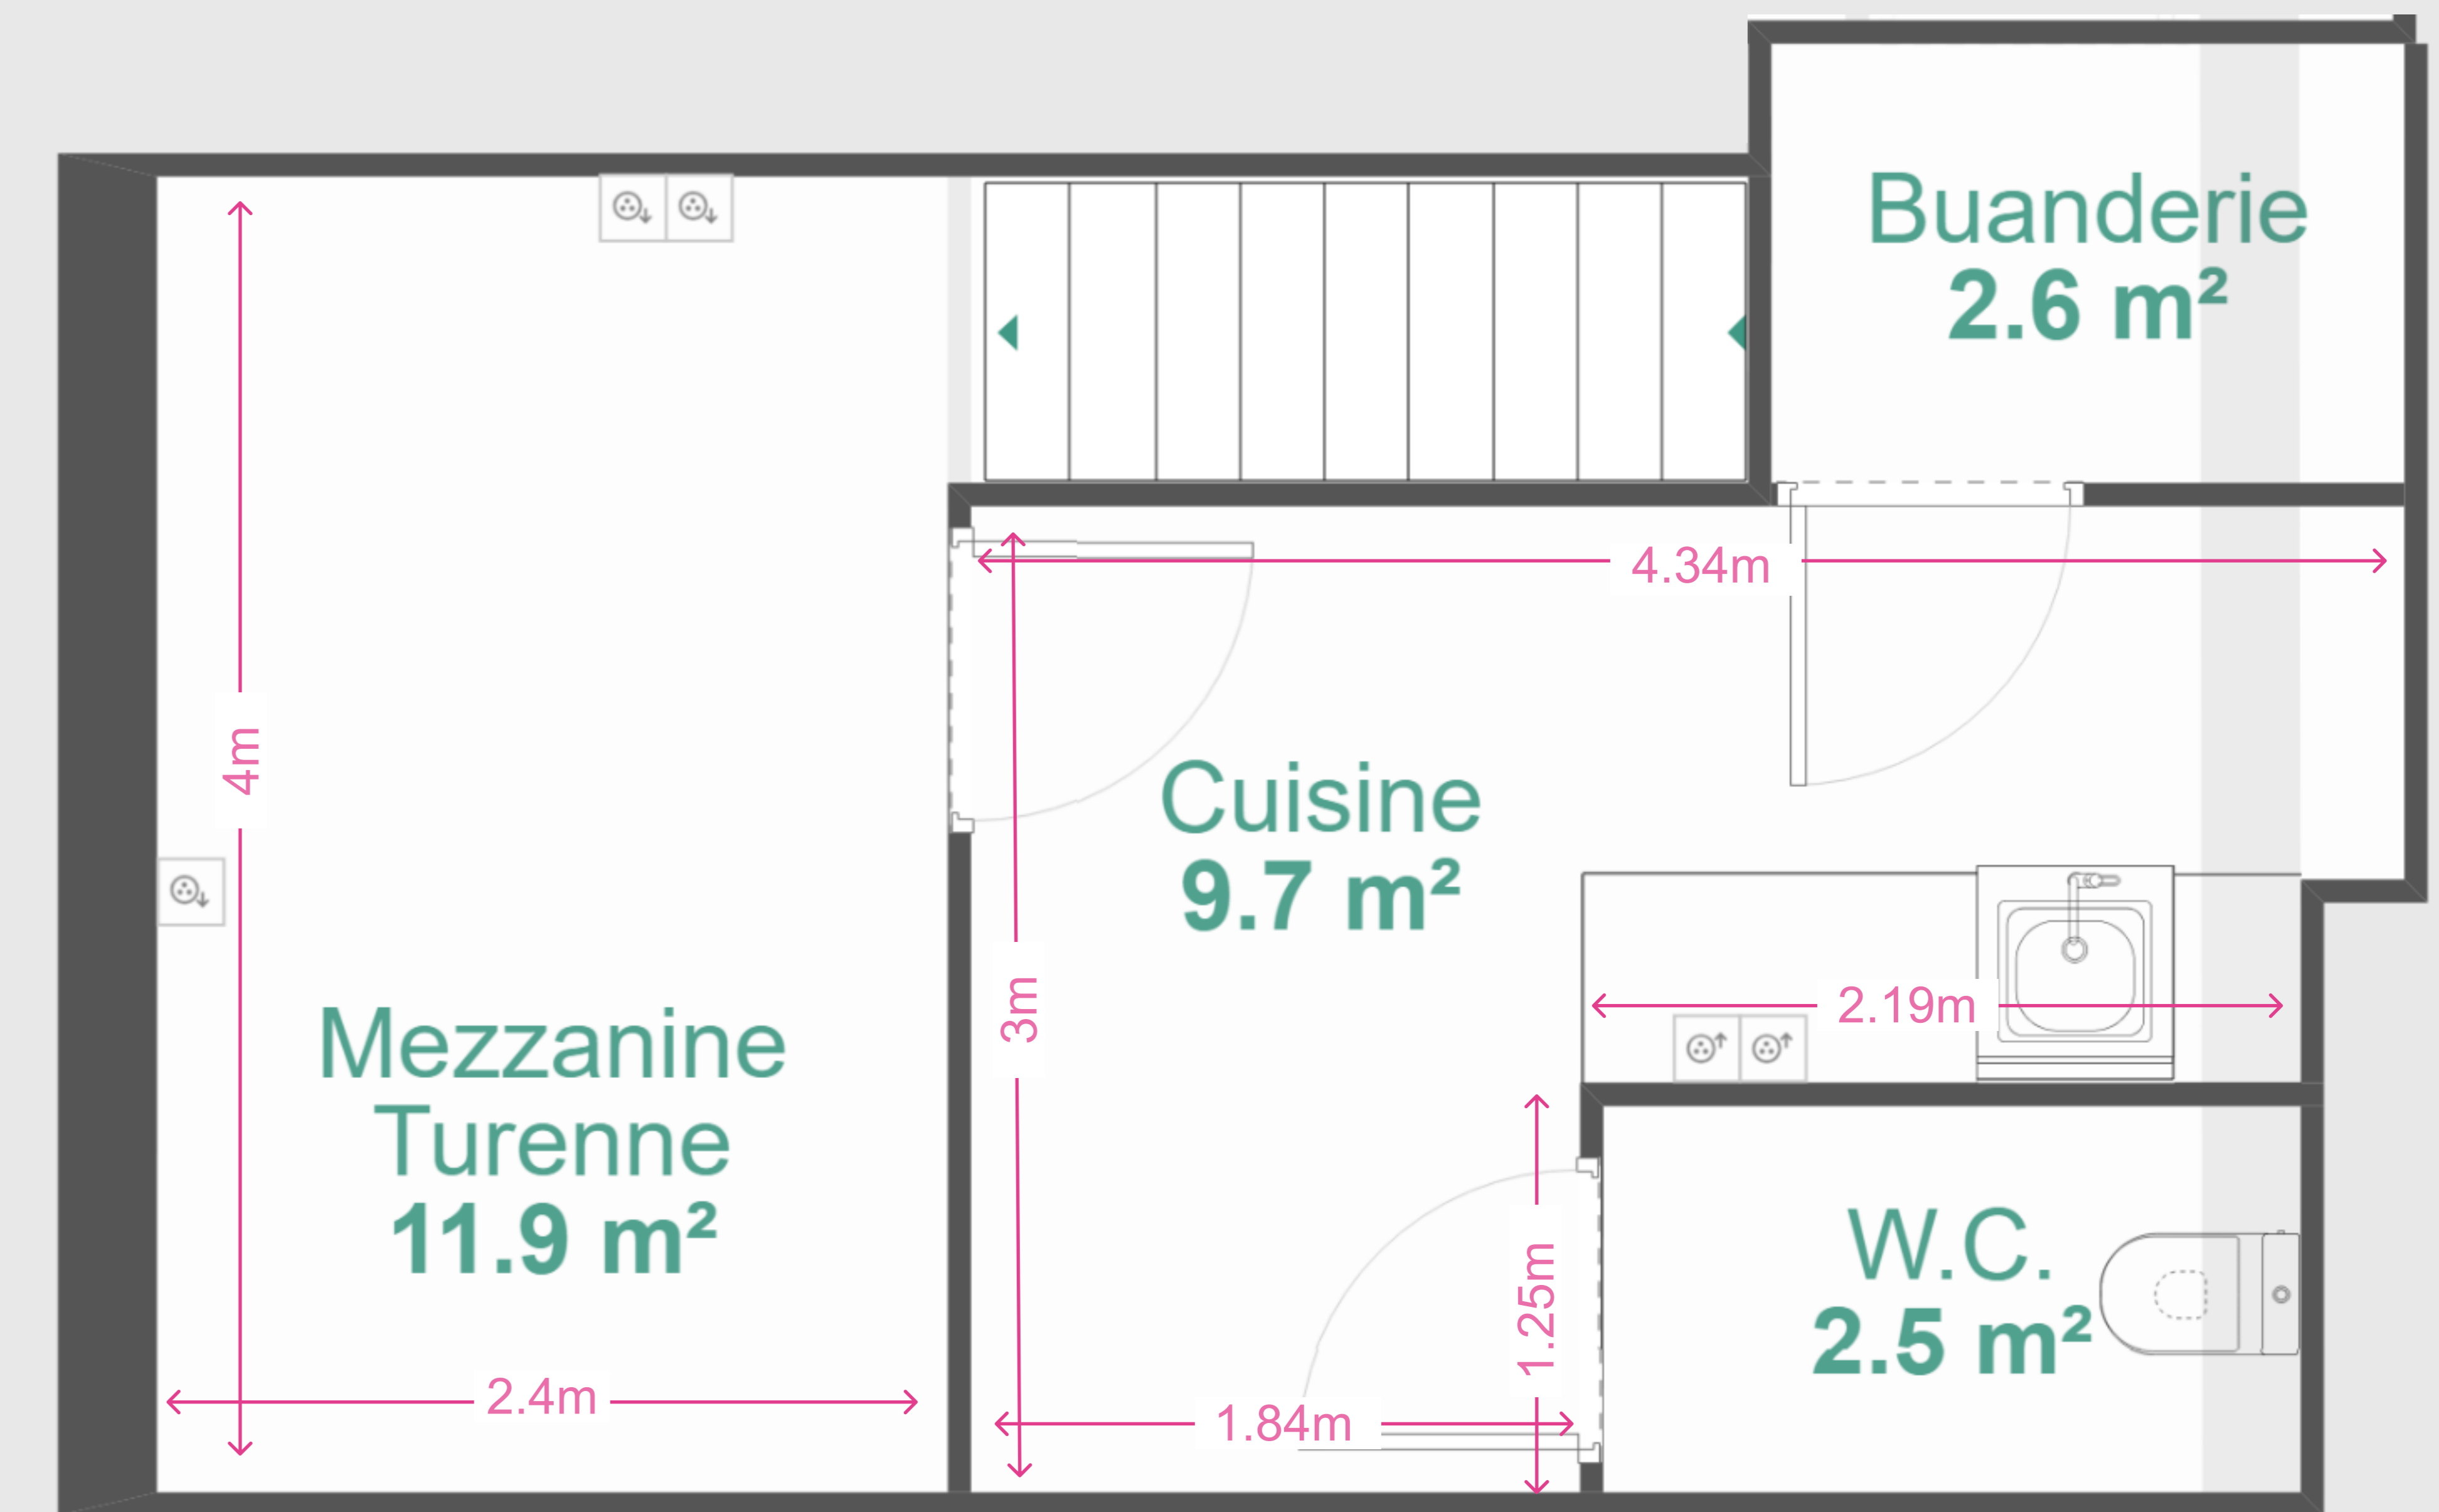 Buanderie
2.6 m²
4.34m
4m
Cuisine
9.7 m²
3m
2.19m
Mezzanine
Turenne
11.9 m²
W.C.
2.5 m²
1.25m
2.4m
1.84m